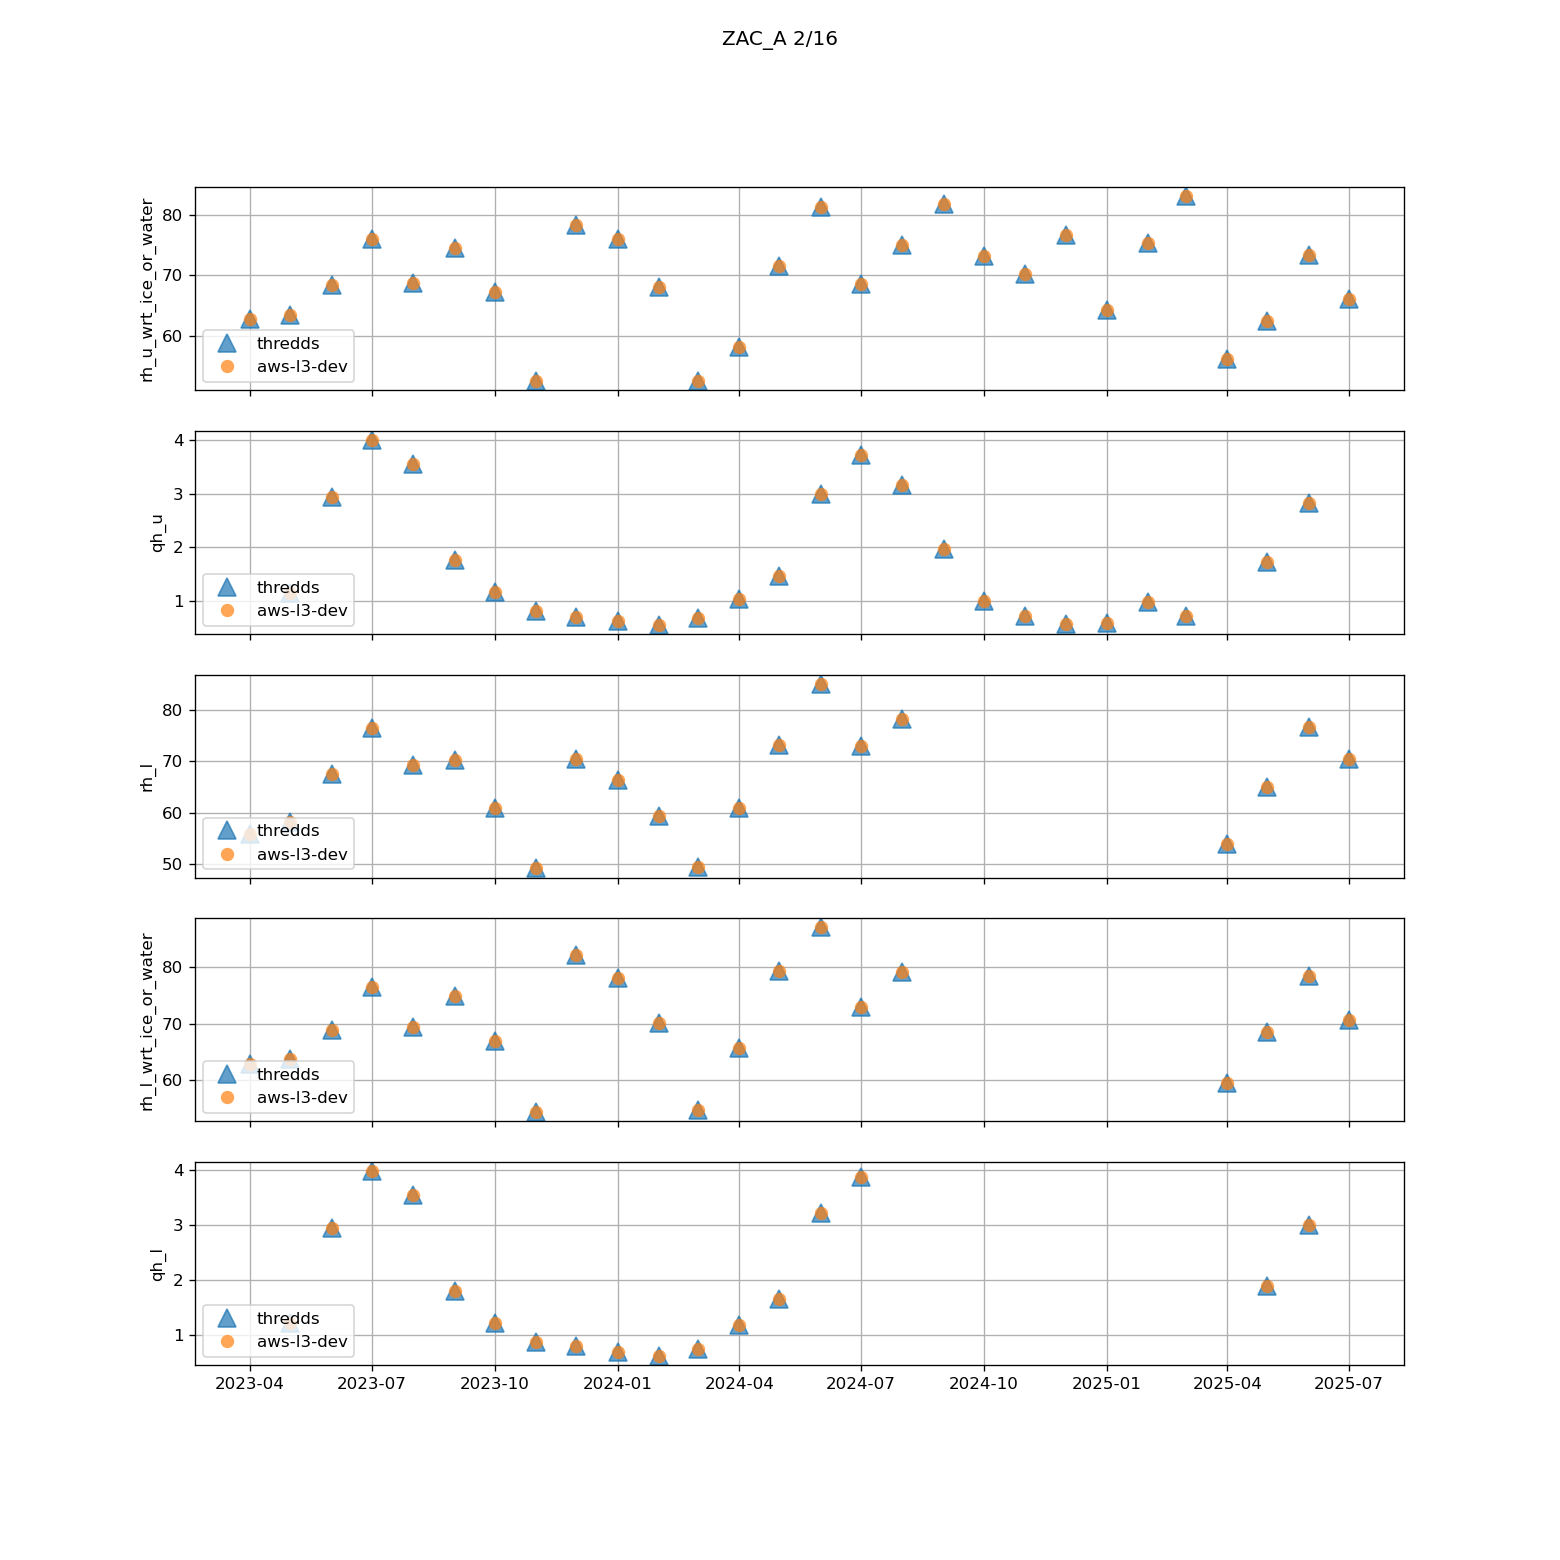 ZAC_A 2/16
rh_u_wrt_ice_or_water
80
70
60
thredds
aws-l3-dev
qh_u
4
3
2
1
thredds
aws-l3-dev
rh_l
80
70
60
50
thredds
aws-l3-dev
rh_l_wrt_ice_or_water
80
70
60
thredds
aws-l3-dev
qh_l
4
3
2
1
thredds
aws-l3-dev
2023-04 2023-07 2023-10 2024-01 2024-04 2024-07 2024-10 2025-01 2025-04 2025-07